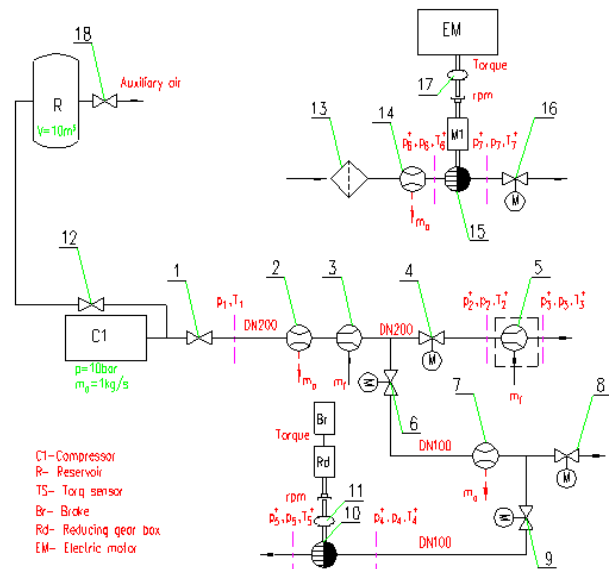 18
Auxiliary air
R
V=10m³
EM
Torque
17
rpm
13
14
M1
16
p₆⁺, p₆, T₆⁺
p₇⁺, p₇, T₇⁺
M
mₐ
15
12
1
2
3
4
5
p₁, T₁
p₂⁺, p₂, T₂⁺
p₃⁺, p₃, T₃⁺
C1
DN200
DN200
M
p=10bar
mₐ=1kg/s
mₐ
m_f
m_f
M
6
7
8
Br
Torque
Rd
DN100
M
C1-Compressor
R- Reservoir
TS- Torq sensor
Br- Brake
Rd- Reducing gear box
EM- Electric motor
rpm
11
mₐ
10
p₅⁺, p₅, T₅⁺
p₄⁺, p₄, T₄⁺
M
9
DN100